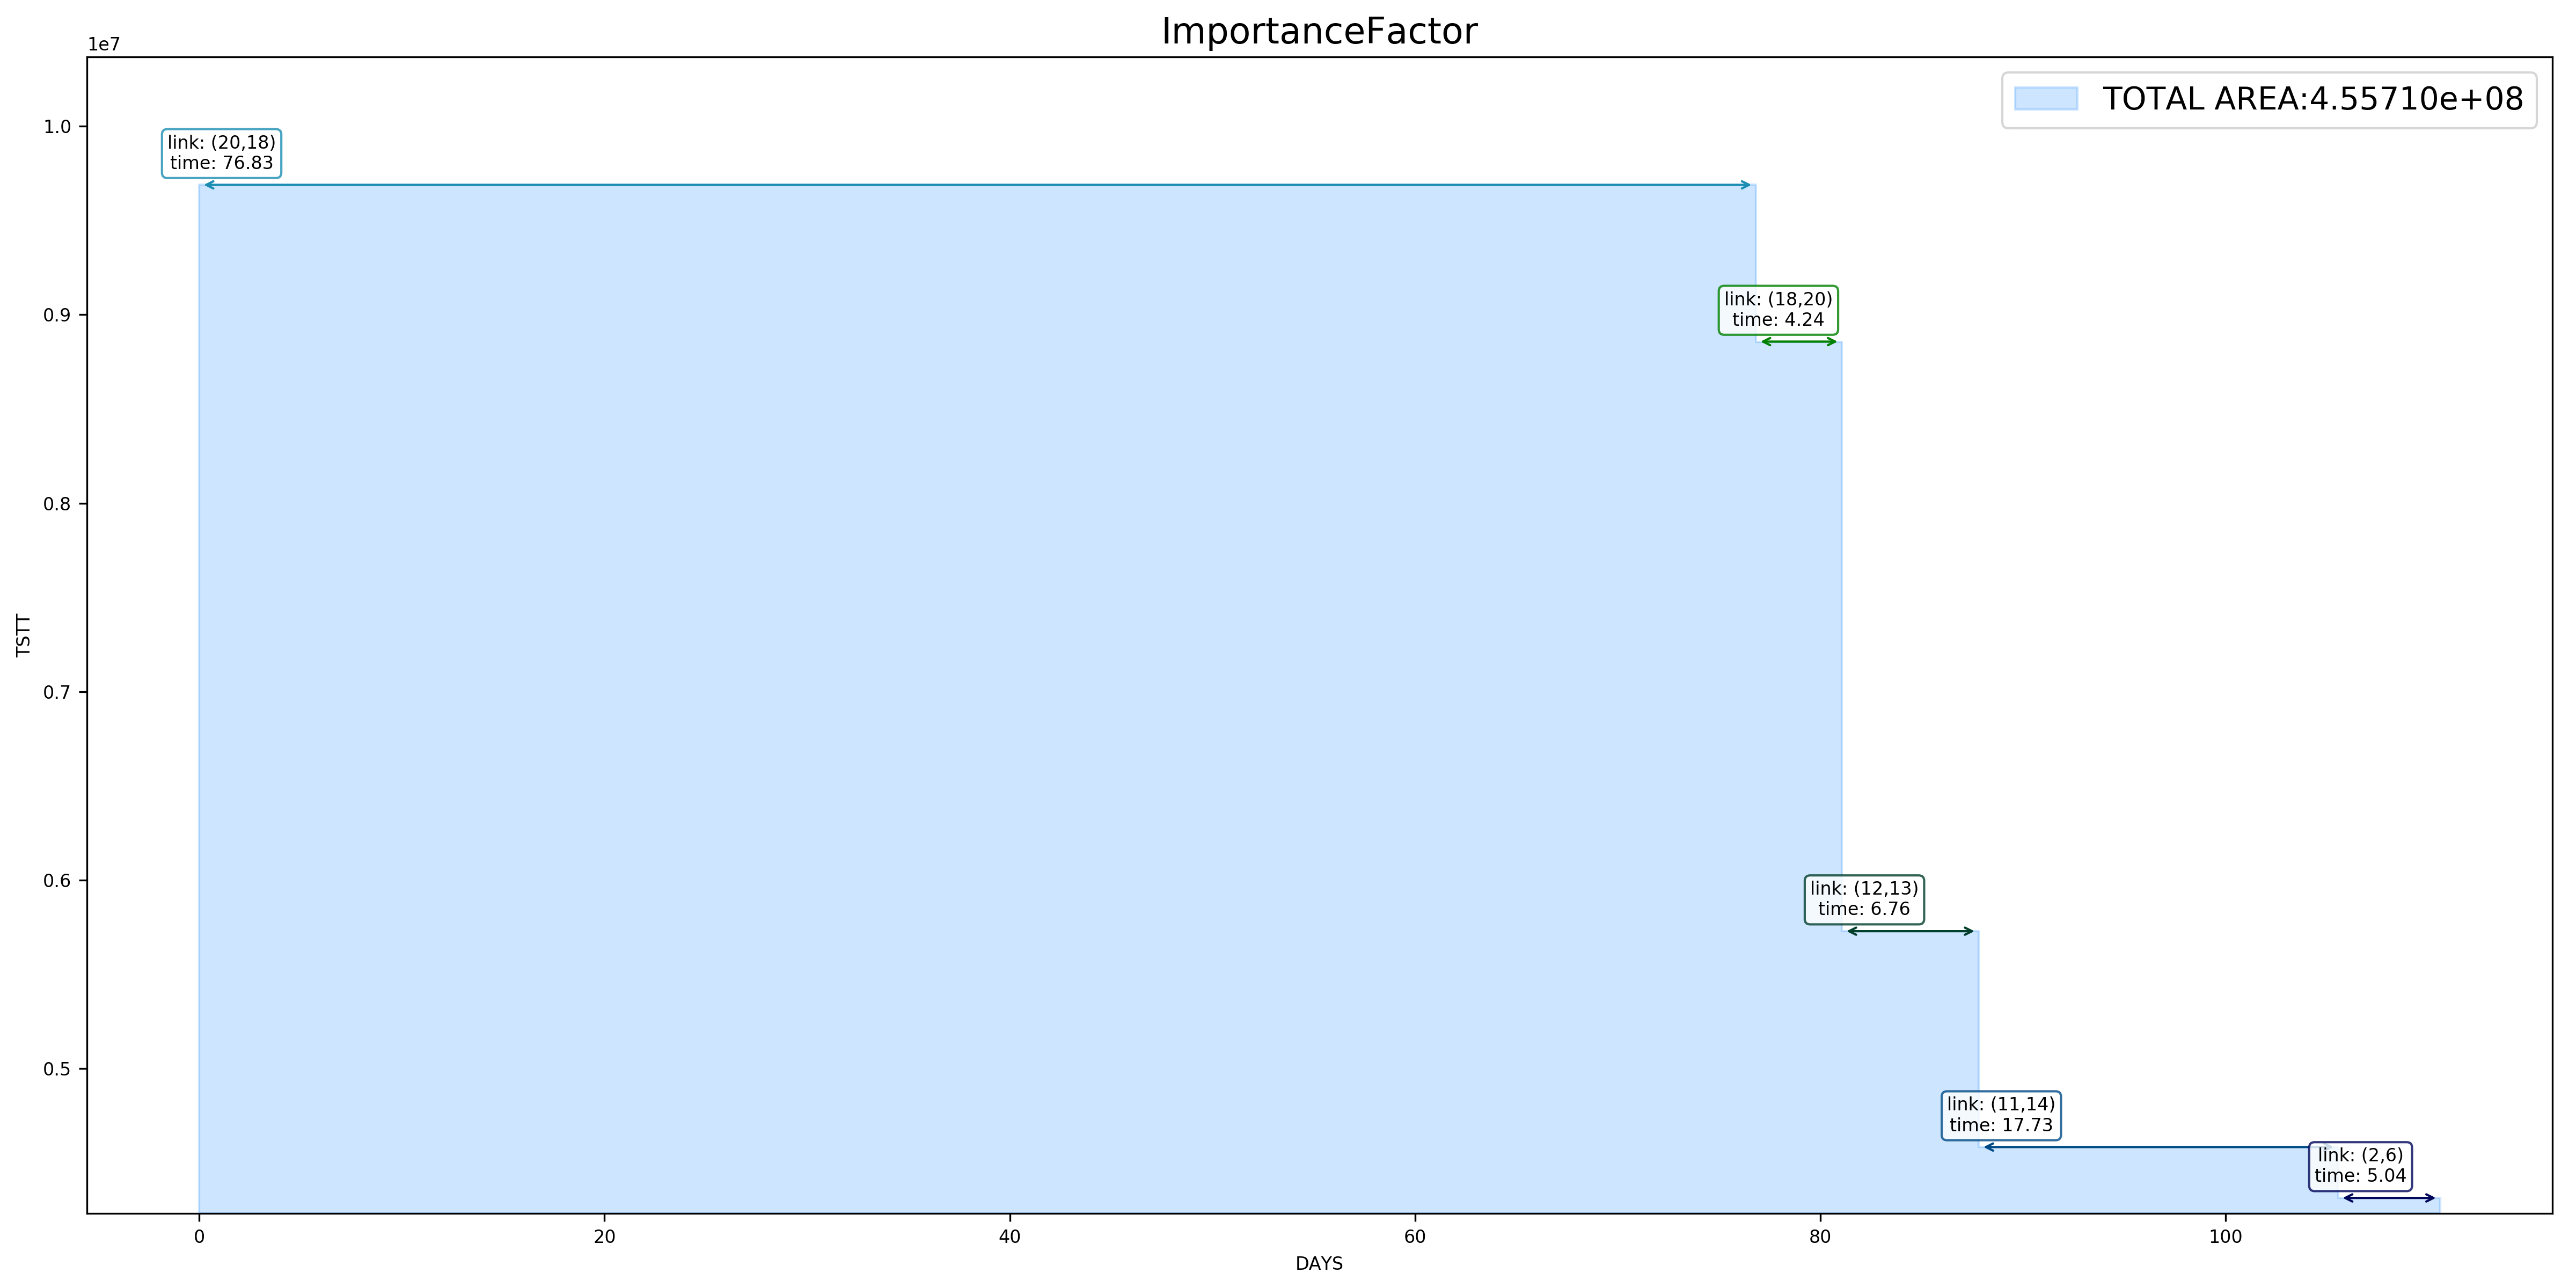 ImportanceFactor
1e7
TOTAL AREA:4.55710e+08
1.0
0.9
0.8
0.7
0.6
0.5
TSTT
link: (20,18)
time: 76.83
link: (18,20)
time: 4.24
link: (12,13)
time: 6.76
link: (11,14)
time: 17.73
link: (2,6)
time: 5.04
0
20
40
60
80
100
DAYS